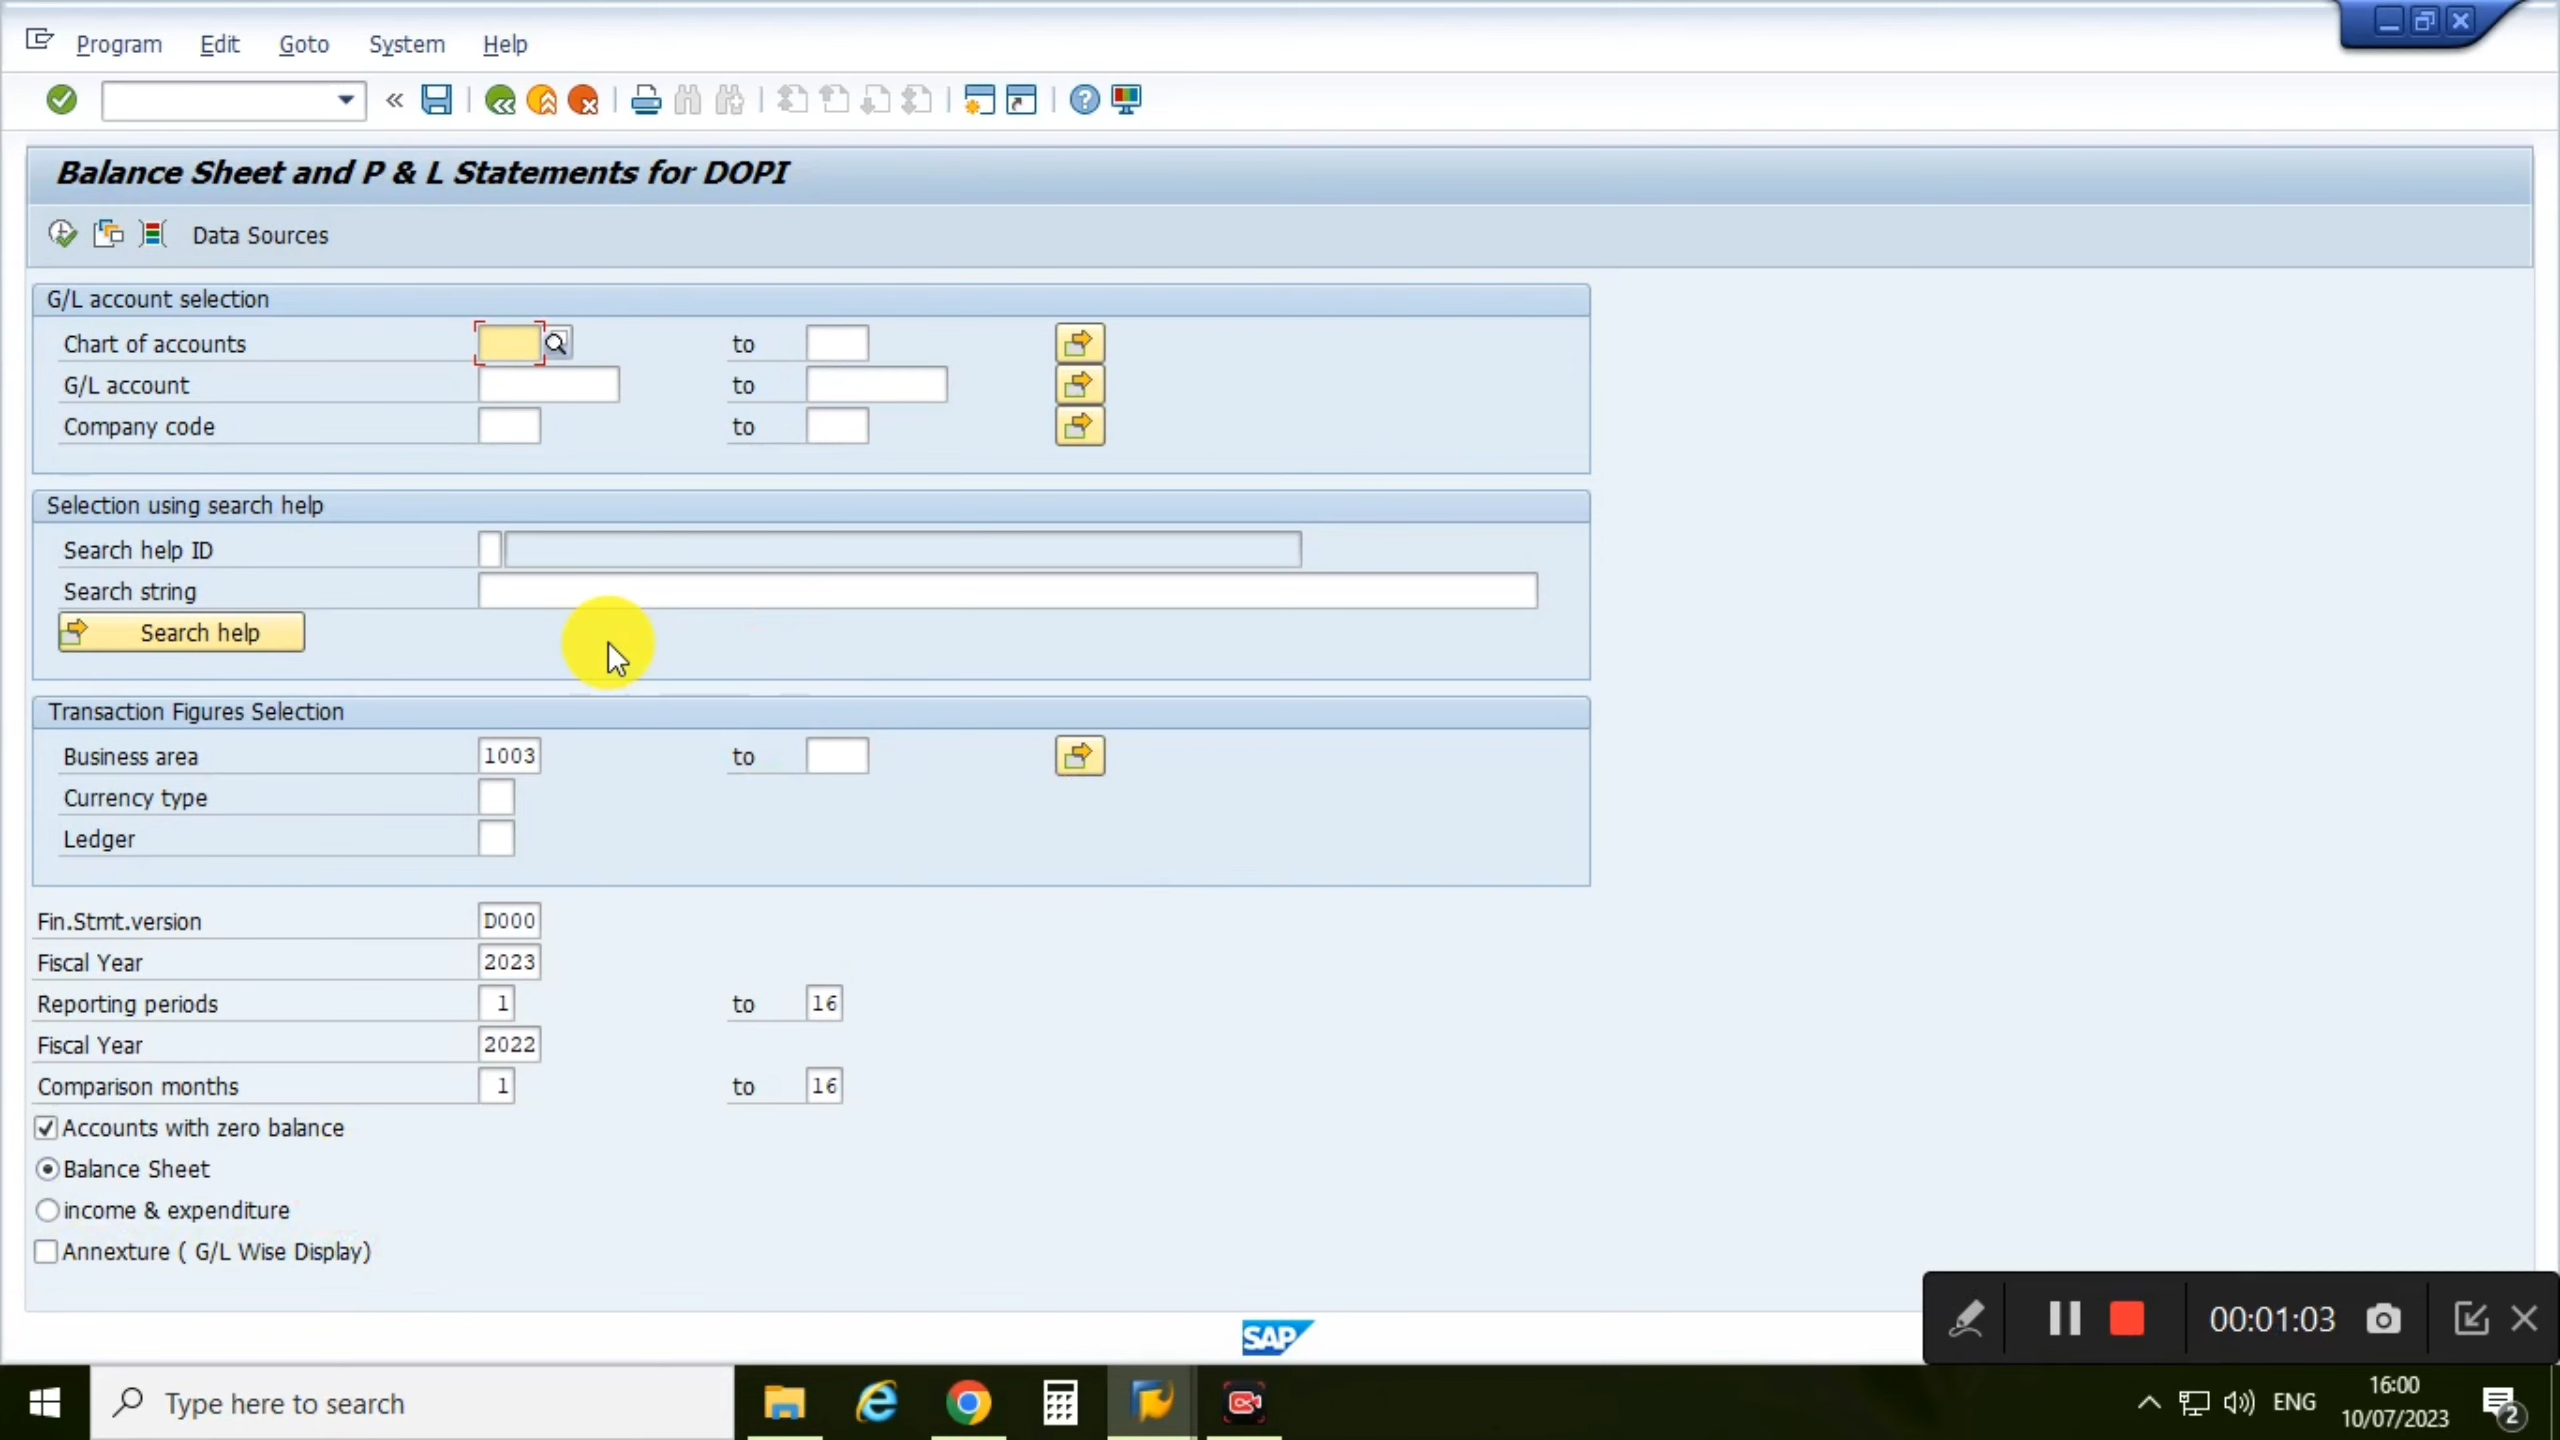 Program Edit Goto System Help
Balance Sheet and P & L Statements for DOPI
Data Sources
G/L account selection
Chart of accounts to
G/L account to
Company code to
Selection using search help
Search help ID
Search string
Search help
Transaction Figures Selection
Business area 1003 to
Currency type
Ledger
Fin.Stmt.version D000
Fiscal Year 2023
Reporting periods 1 to 16
Fiscal Year 2022
Comparison months 1 to 16
Accounts with zero balance
Balance Sheet
income & expenditure
Annexture ( G/L Wise Display)
00:01:03
SAP
Type here to search
ENG
16:00
10/07/2023
2